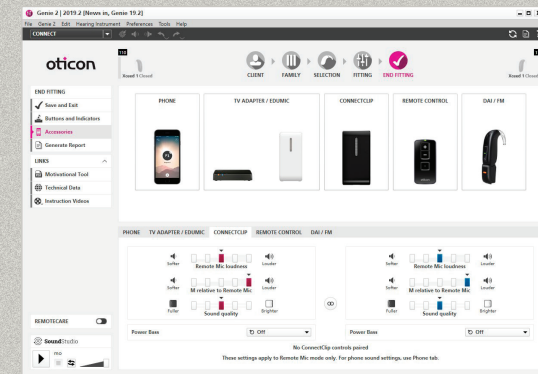 Genie 2 | 2019.2 [News in, Genie 19.2]
File Genie 2 Edit Hearing Instrument Preferences Tools Help
CONNECT
oticon
Xceed 1 Closed
CLIENT
FAMILY
SELECTION
FITTING
END FITTING
Xceed 1 Closed
END FITTING
Save and Exit
Buttons and Indicators
Accessories
Generate Report
LINKS
Motivational Tool
Technical Data
Instruction Videos
REMOTECARE
SoundStudio
PHONE
TV ADAPTER / EDUMIC
CONNECTCLIP
REMOTE CONTROL
DAI / FM
PHONE TV ADAPTER / EDUMIC CONNECTCLIP REMOTE CONTROL DAI / FM
Softer Remote Mic loudness Louder
Softer M relative to Remote Mic Louder
Fuller Sound quality Brighter
Power Bass Off
Softer Remote Mic loudness Louder
Softer M relative to Remote Mic Louder
Fuller Sound quality Brighter
Power Bass Off
No ConnectClip controls paired
These settings apply to Remote Mic mode only. For phone sound settings, use Phone tab.